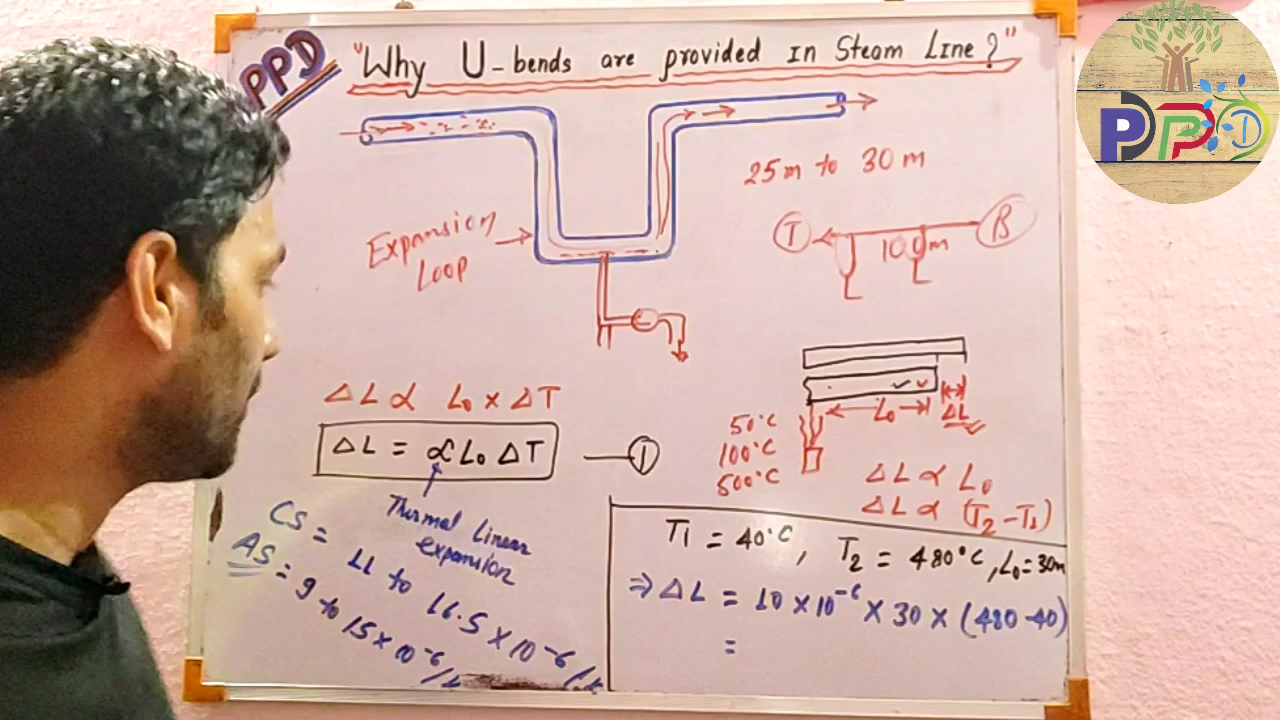 PPD
"Why U-bends are provided in Steam Line?"
PPD
25m to 30m
T
100m
B
Expansion
Loop
ΔL ∝ L₀ × ΔT
ΔL = ∝ L₀ ΔT
1
L₀
ΔL
50°C
100°C
500°C
ΔL ∝ L₀
ΔL ∝ (T₂-T₁)
Thrmal Linear
expansion
CS = 11 to 16.5 × 10⁻⁶/K
AS = 9 to 15 × 10⁻⁶/
T1 = 40°C, T₂ = 480°C, L₀ = 30m
⇒ ΔL = 10 × 10⁻⁶ × 30 × (480-40)
=